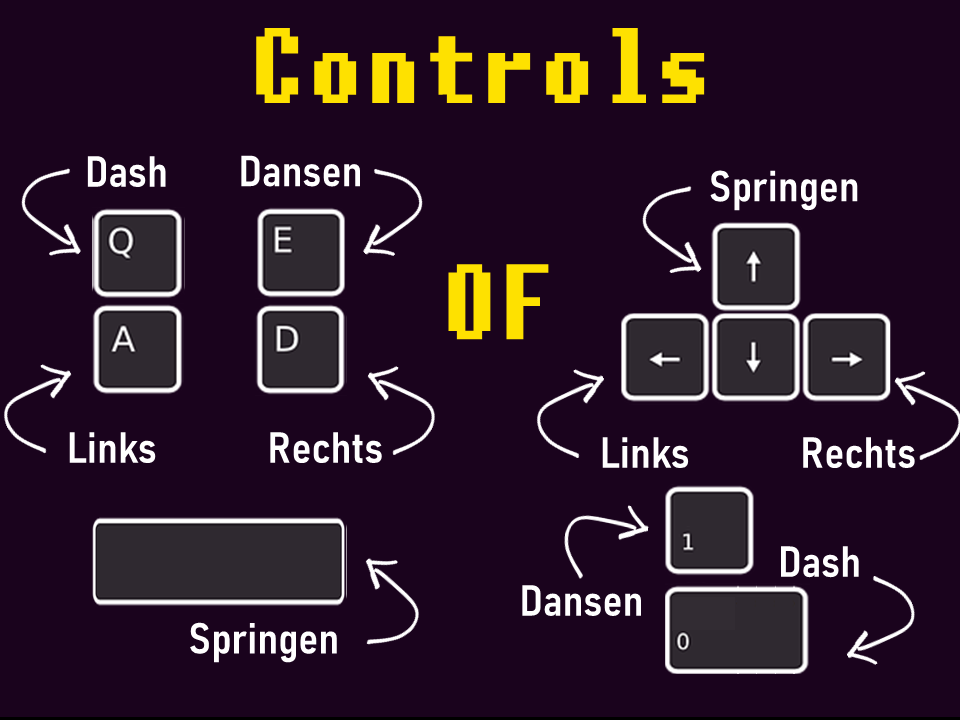 Controls
Dash
Dansen
Q
E
A
D
Links
Rechts
Springen
OF
Springen
↑
← ↓ →
Links
Rechts
1
Dansen
Dash
0